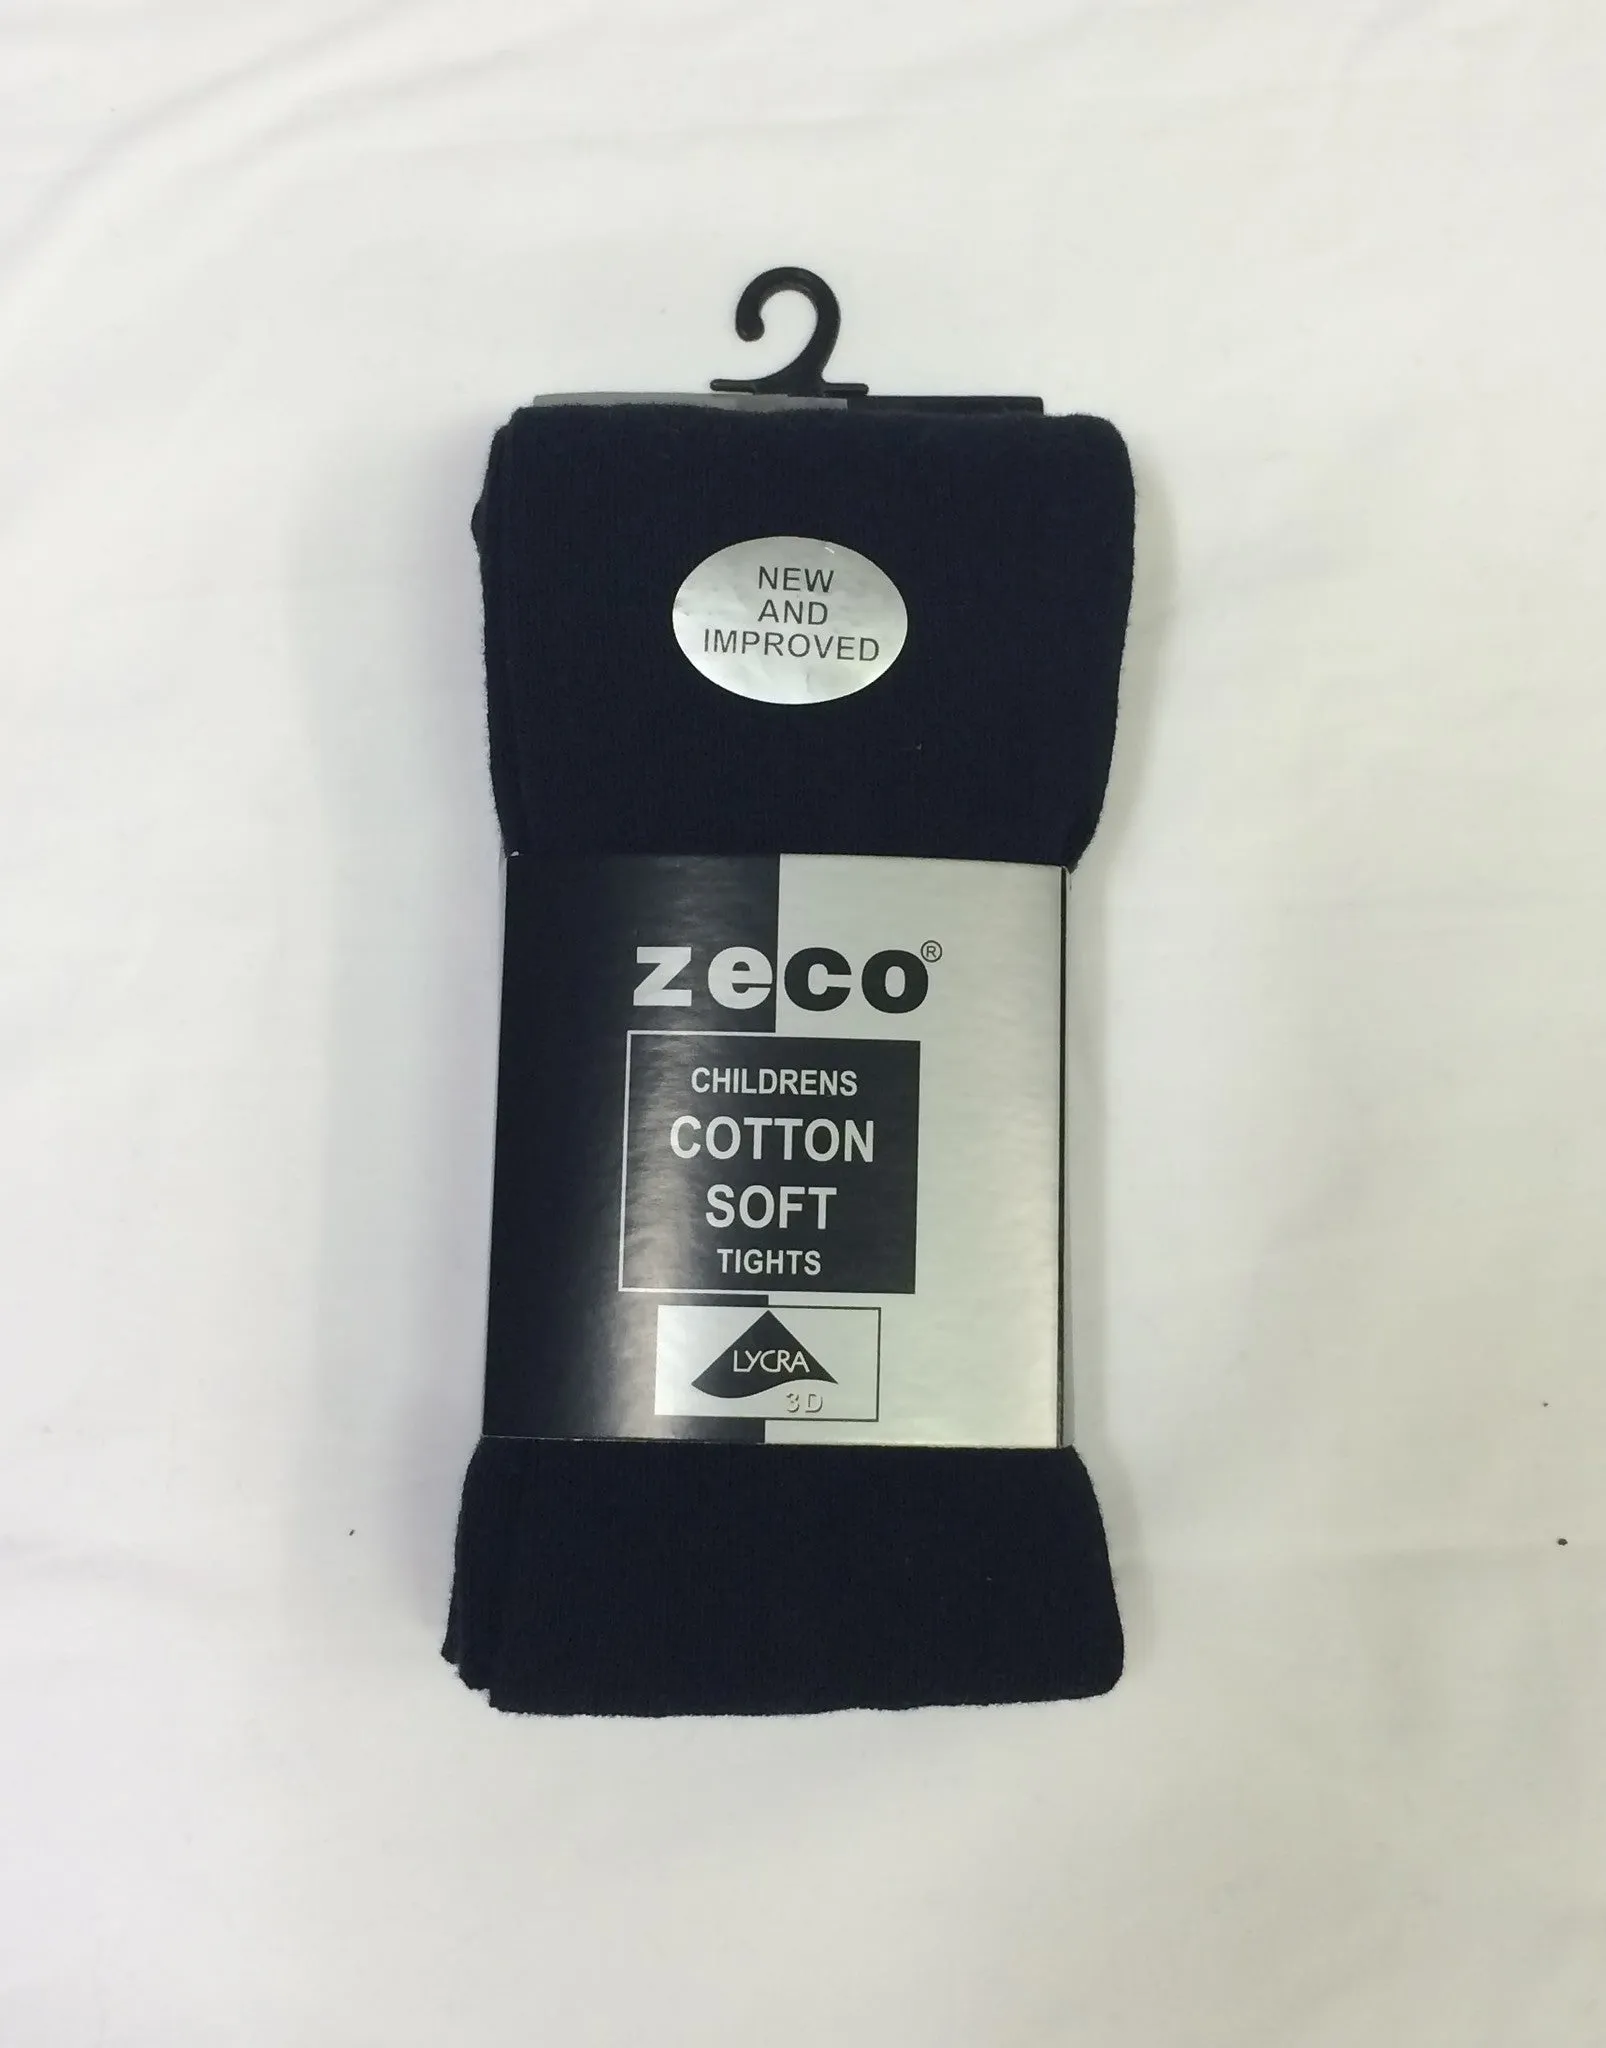 NEW
AND
IMPROVED
zeco®
CHILDRENS
COTTON
SOFT
TIGHTS
LYCRA
3D